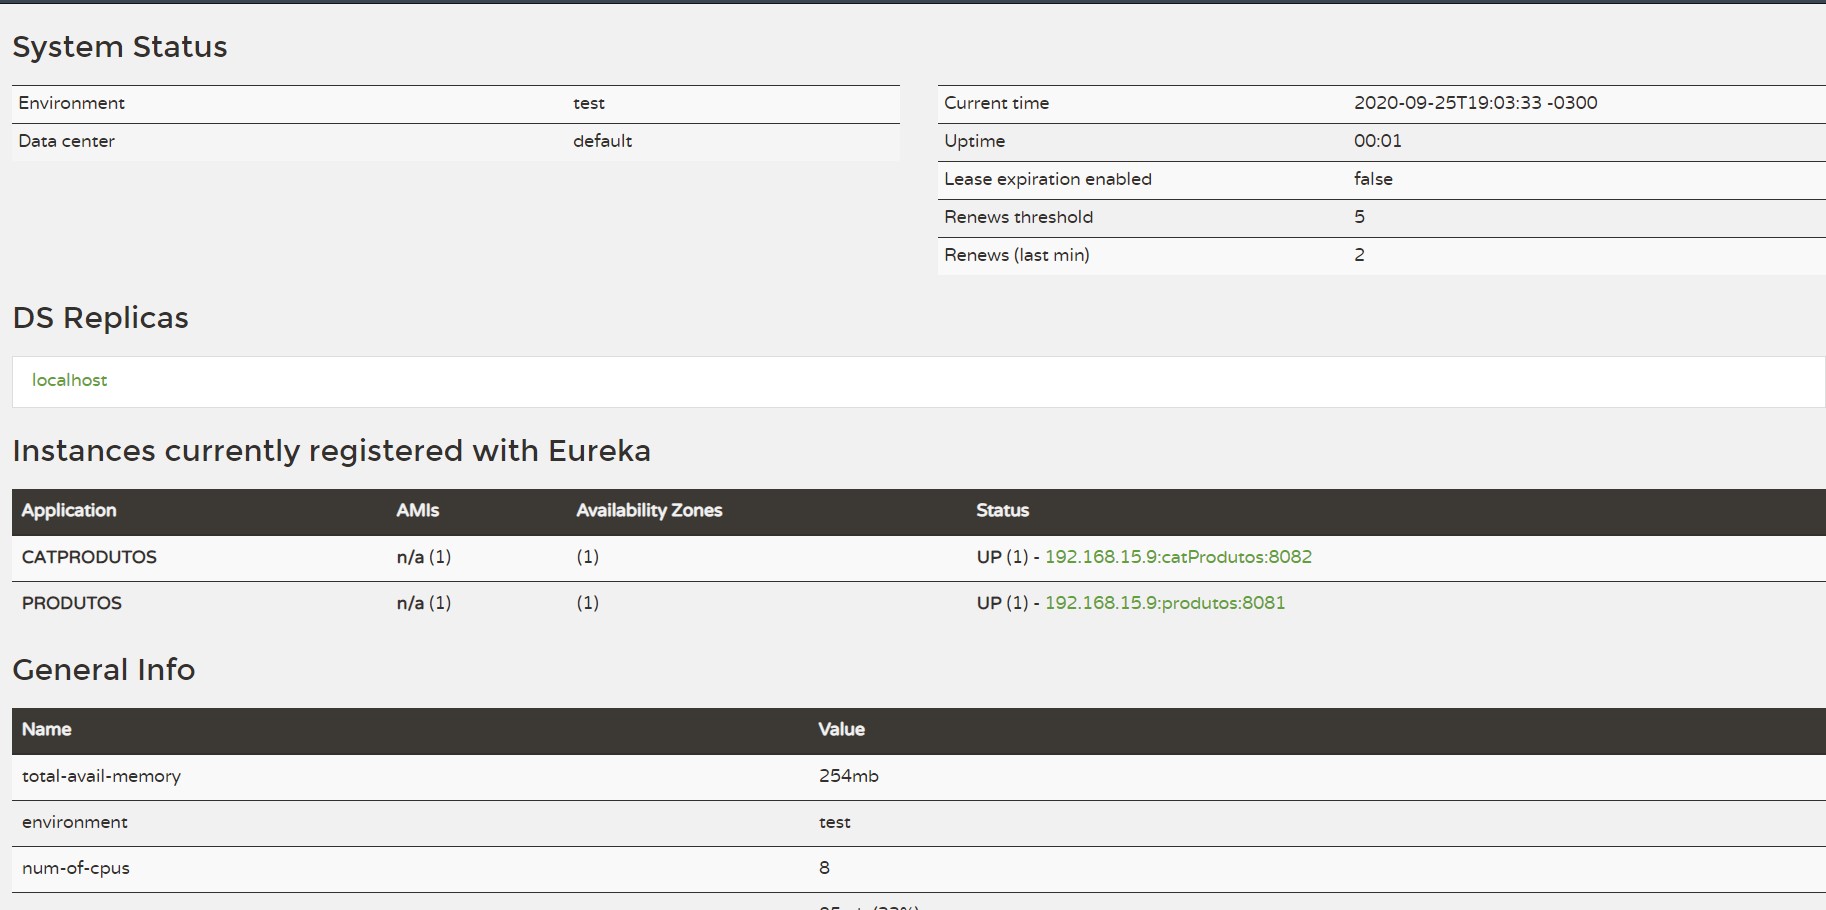 System Status
Environment test
Data center default
Current time 2020-09-25T19:03:33 -0300
Uptime 00:01
Lease expiration enabled false
Renews threshold 5
Renews (last min) 2
DS Replicas
localhost
Instances currently registered with Eureka
Application AMIs Availability Zones Status
CATPRODUTOS n/a (1) (1) UP (1) - 192.168.15.9:catProdutos:8082
PRODUTOS n/a (1) (1) UP (1) - 192.168.15.9:produtos:8081
General Info
Name Value
total-avail-memory 254mb
environment test
num-of-cpus 8